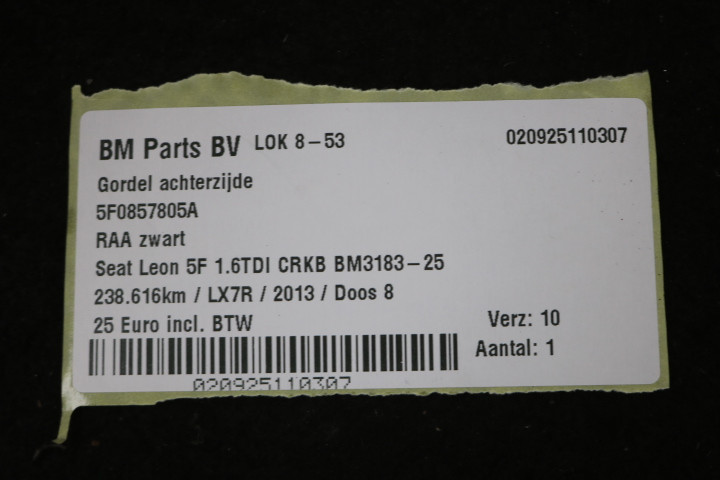 BM Parts BV LOK 8-53 020925110307
Gordel achterzijde
5F0857805A
RAA zwart
Seat Leon 5F 1.6TDI CRKB BM3183-25
238.616km / LX7R / 2013 / Doos 8
25 Euro incl. BTW Verz: 10
Aantal: 1
020925110307